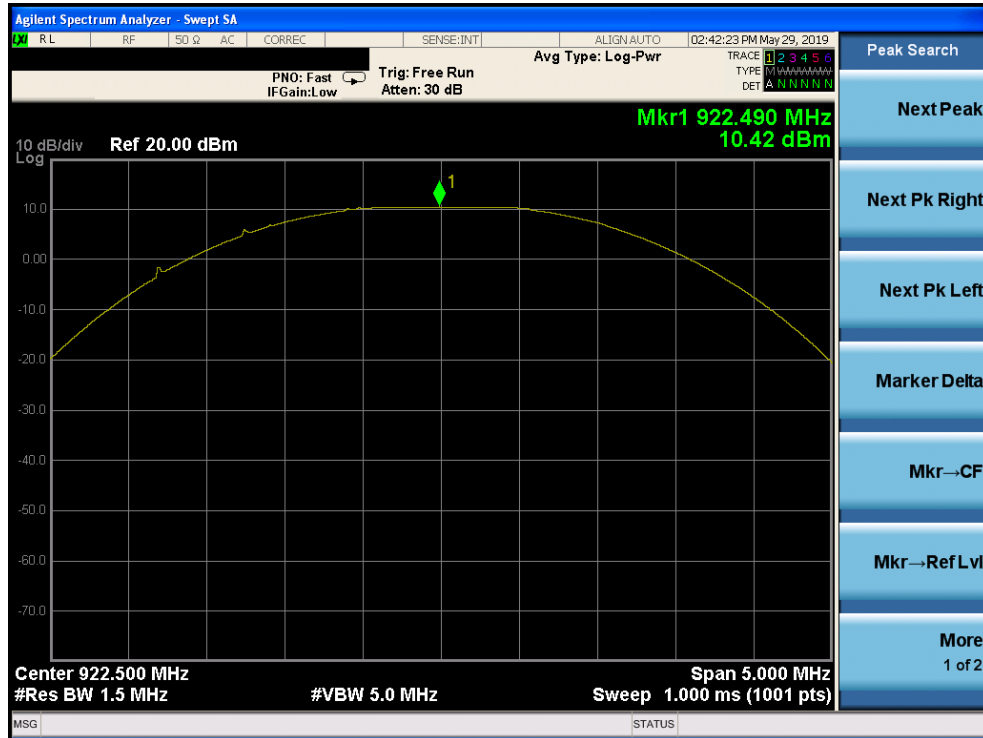 Agilent Spectrum Analyzer - Swept SA
LXI RL RF 50 Ω AC CORREC SENSE:INT ALIGN AUTO 02:42:23 PM May 29, 2019
Peak Search
Avg Type: Log-Pwr TRACE 1 2 3 4 5 6
PNO: Fast Trig: Free Run TYPE M
IFGain:Low Atten: 30 dB DET A N N N N N
Next Peak
Mkr1 922.490 MHz
10 dB/div Ref 20.00 dBm 10.42 dBm
Log
1
10.0
Next Pk Right
0.00
Next Pk Left
-10.0
-20.0
Marker Delta
-30.0
-40.0
Mkr→CF
-50.0
-60.0
Mkr→Ref Lvl
-70.0
More
1 of 2
Center 922.500 MHz Span 5.000 MHz
#Res BW 1.5 MHz #VBW 5.0 MHz Sweep 1.000 ms (1001 pts)
MSG STATUS